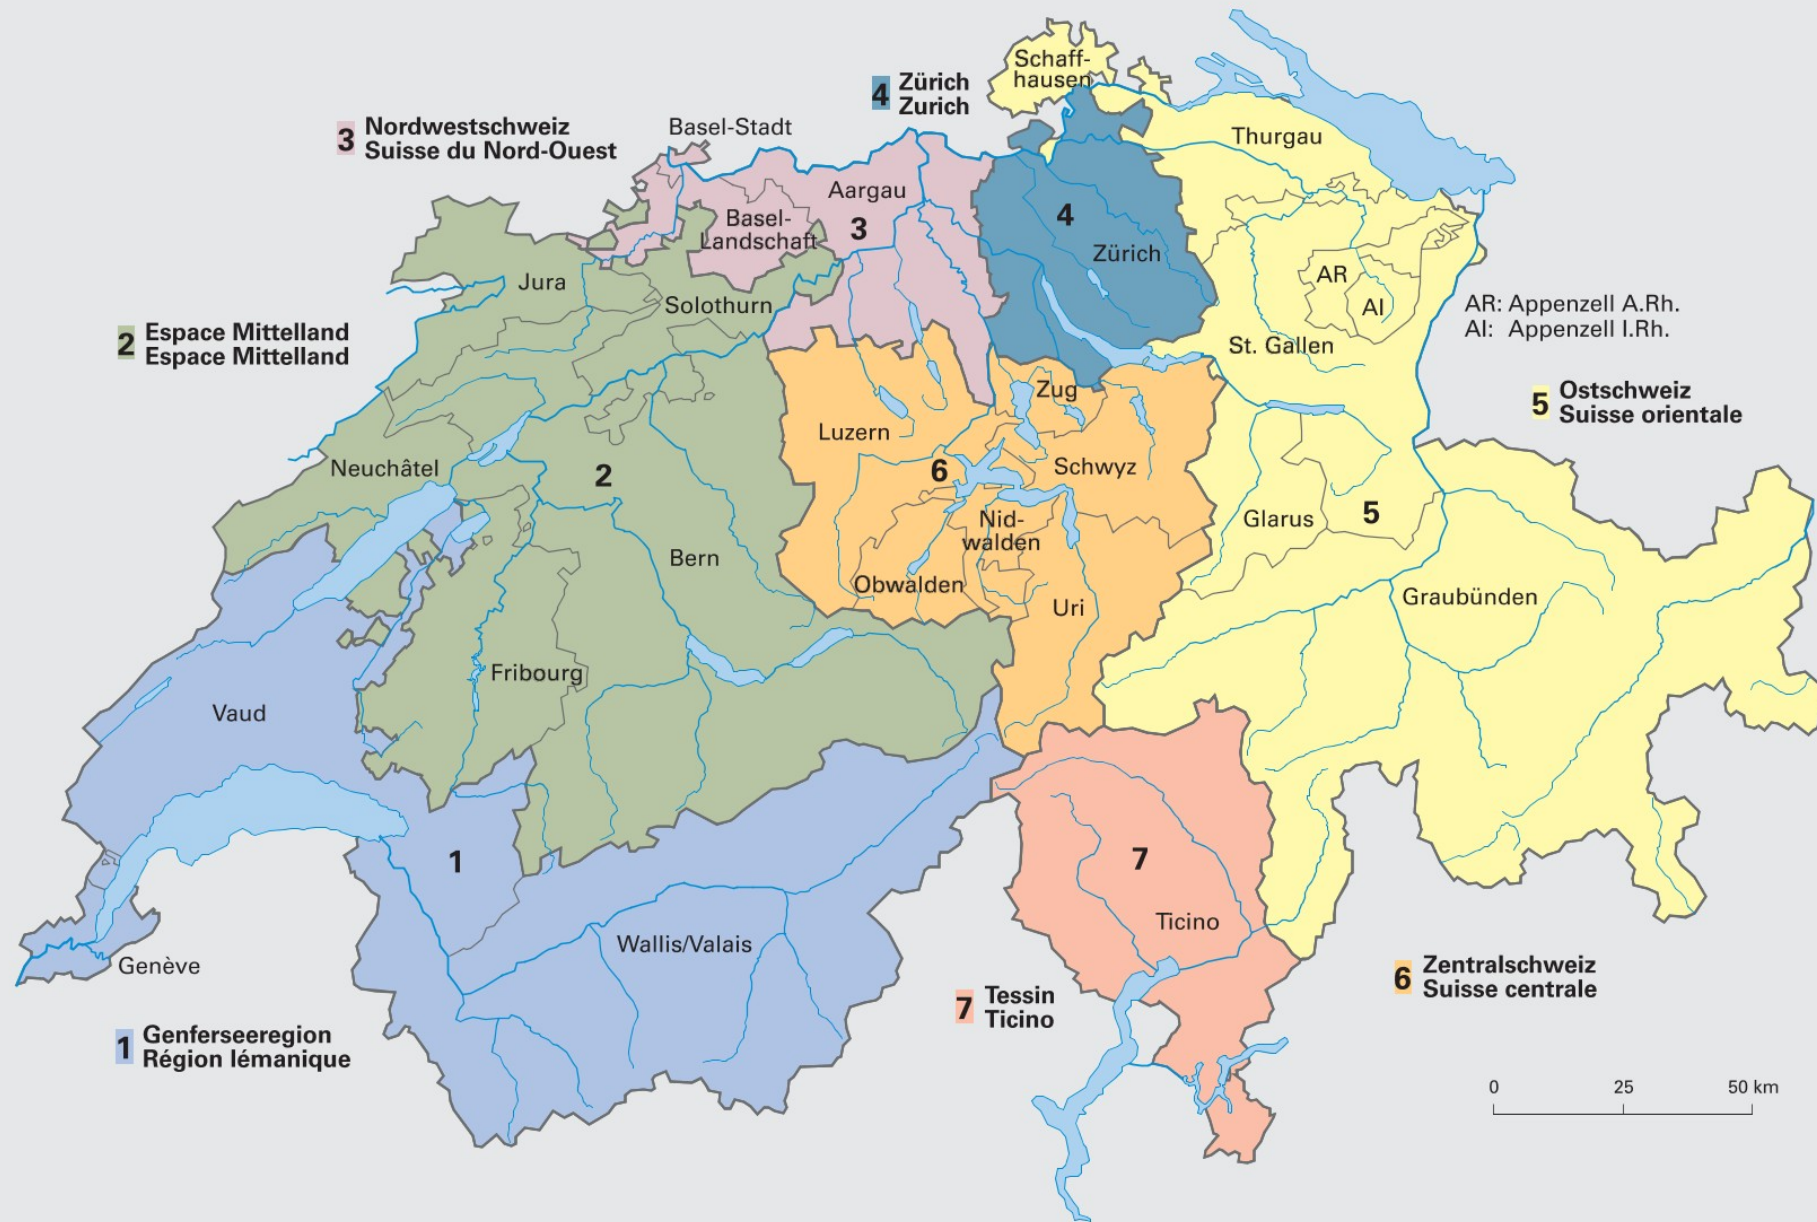 Schaff-
hausen
4 Zürich
Zurich
3 Nordwestschweiz
Suisse du Nord-Ouest
Basel-Stadt
Thurgau
Aargau
3
Basel-
Landschaft
4
Zürich
Jura
Solothurn
AR
AI
AR: Appenzell A.Rh.
AI: Appenzell I.Rh.
2 Espace Mittelland
Espace Mittelland
St. Gallen
Zug
5 Ostschweiz
Suisse orientale
Luzern
Neuchâtel
2
6
Schwyz
Glarus
5
Nid-
walden
Bern
Obwalden
Uri
Graubünden
Fribourg
Vaud
1
7
Ticino
Wallis/Valais
Genève
6 Zentralschweiz
Suisse centrale
7 Tessin
Ticino
1 Genferseeregion
Région lémanique
0 25 50 km